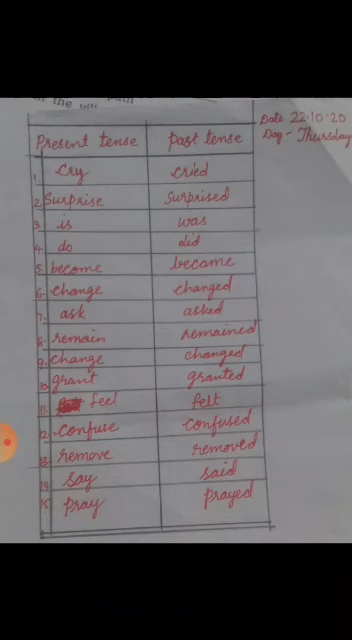 in the
Date 22.10.20
Day - Thursday
Present tense Past tense
1. Cry cried
2. Surprise Surprised
3. is was
4. do did
5. become became
6. change changed
7. ask asked
8. remain remained
9. change changed
10. grant granted
11. feel felt
12. Confuse Confused
13. remove removed
14. Say said
15. Pray Prayed